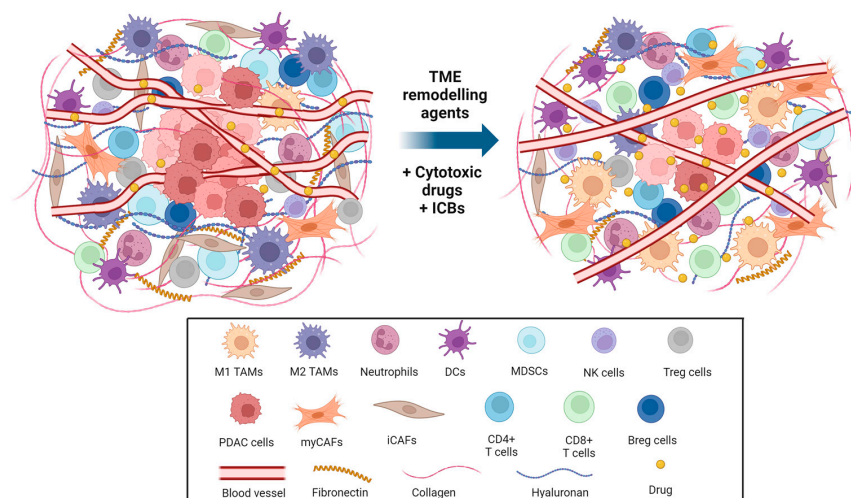 TME
remodelling
agents
+ Cytotoxic
drugs
+ ICBs
M1 TAMs M2 TAMs Neutrophils DCs MDSCs NK cells Treg cells
PDAC cells myCAFs iCAFs CD4+ CD8+ Breg cells
T cells T cells
Blood vessel Fibronectin Collagen Hyaluronan Drug